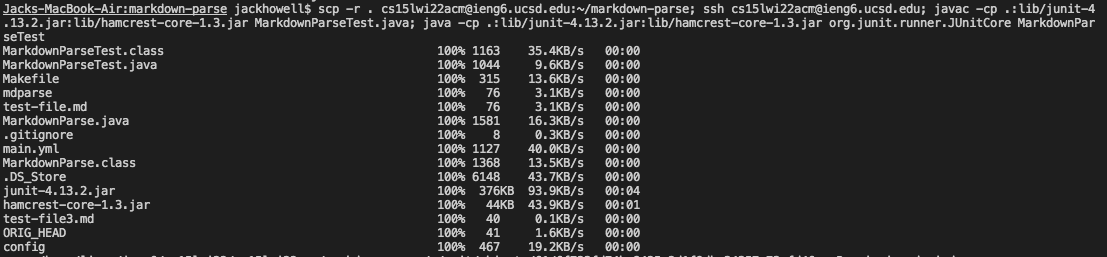 Jacks-MacBook-Air:markdown-parse jackhowell$ scp -r . cs15lwi22acm@ieng6.ucsd.edu:~/markdown-parse; ssh cs15lwi22acm@ieng6.ucsd.edu; javac -cp .:lib/junit-4
.13.2.jar:lib/hamcrest-core-1.3.jar MarkdownParseTest.java; java -cp .:lib/junit-4.13.2.jar:lib/hamcrest-core-1.3.jar org.junit.runner.JUnitCore MarkdownPar
seTest
MarkdownParseTest.class 100% 1163 35.4KB/s 00:00
MarkdownParseTest.java 100% 1044 9.6KB/s 00:00
Makefile 100% 315 13.6KB/s 00:00
mdparse 100% 76 3.1KB/s 00:00
test-file.md 100% 76 3.1KB/s 00:00
MarkdownParse.java 100% 1581 16.3KB/s 00:00
.gitignore 100% 8 0.3KB/s 00:00
main.yml 100% 1127 40.0KB/s 00:00
MarkdownParse.class 100% 1368 13.5KB/s 00:00
.DS_Store 100% 6148 43.7KB/s 00:00
junit-4.13.2.jar 100% 376KB 93.9KB/s 00:04
hamcrest-core-1.3.jar 100% 44KB 43.9KB/s 00:01
test-file3.md 100% 40 0.1KB/s 00:00
ORIG_HEAD 100% 41 1.6KB/s 00:00
config 100% 467 19.2KB/s 00:00